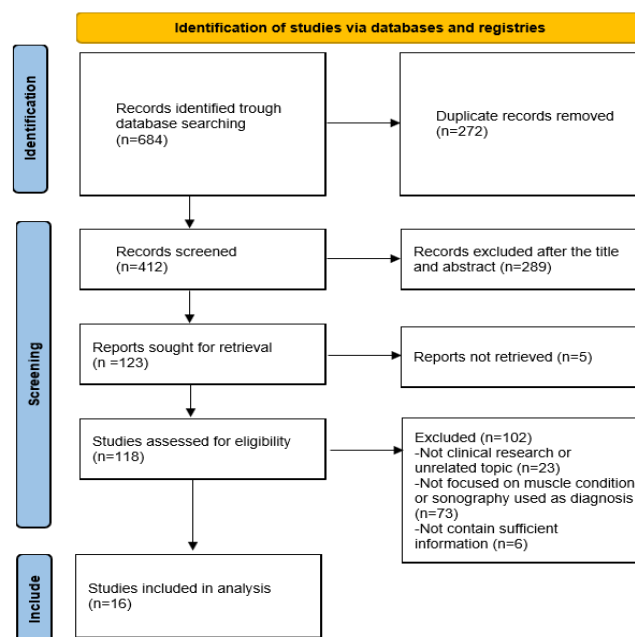 Identification of studies via databases and registries
Identification
Records identified trough
database searching
(n=684)
Duplicate records removed
(n=272)
Screening
Records screened
(n=412)
Records excluded after the title
and abstract (n=289)
Reports sought for retrieval
(n =123)
Reports not retrieved (n=5)
Studies assessed for eligibility
(n=118)
Excluded (n=102)
-Not clinical research or
unrelated topic (n=23)
-Not focused on muscle condition
or sonography used as diagnosis
(n=73)
-Not contain sufficient
information (n=6)
Include
Studies included in analysis
(n=16)